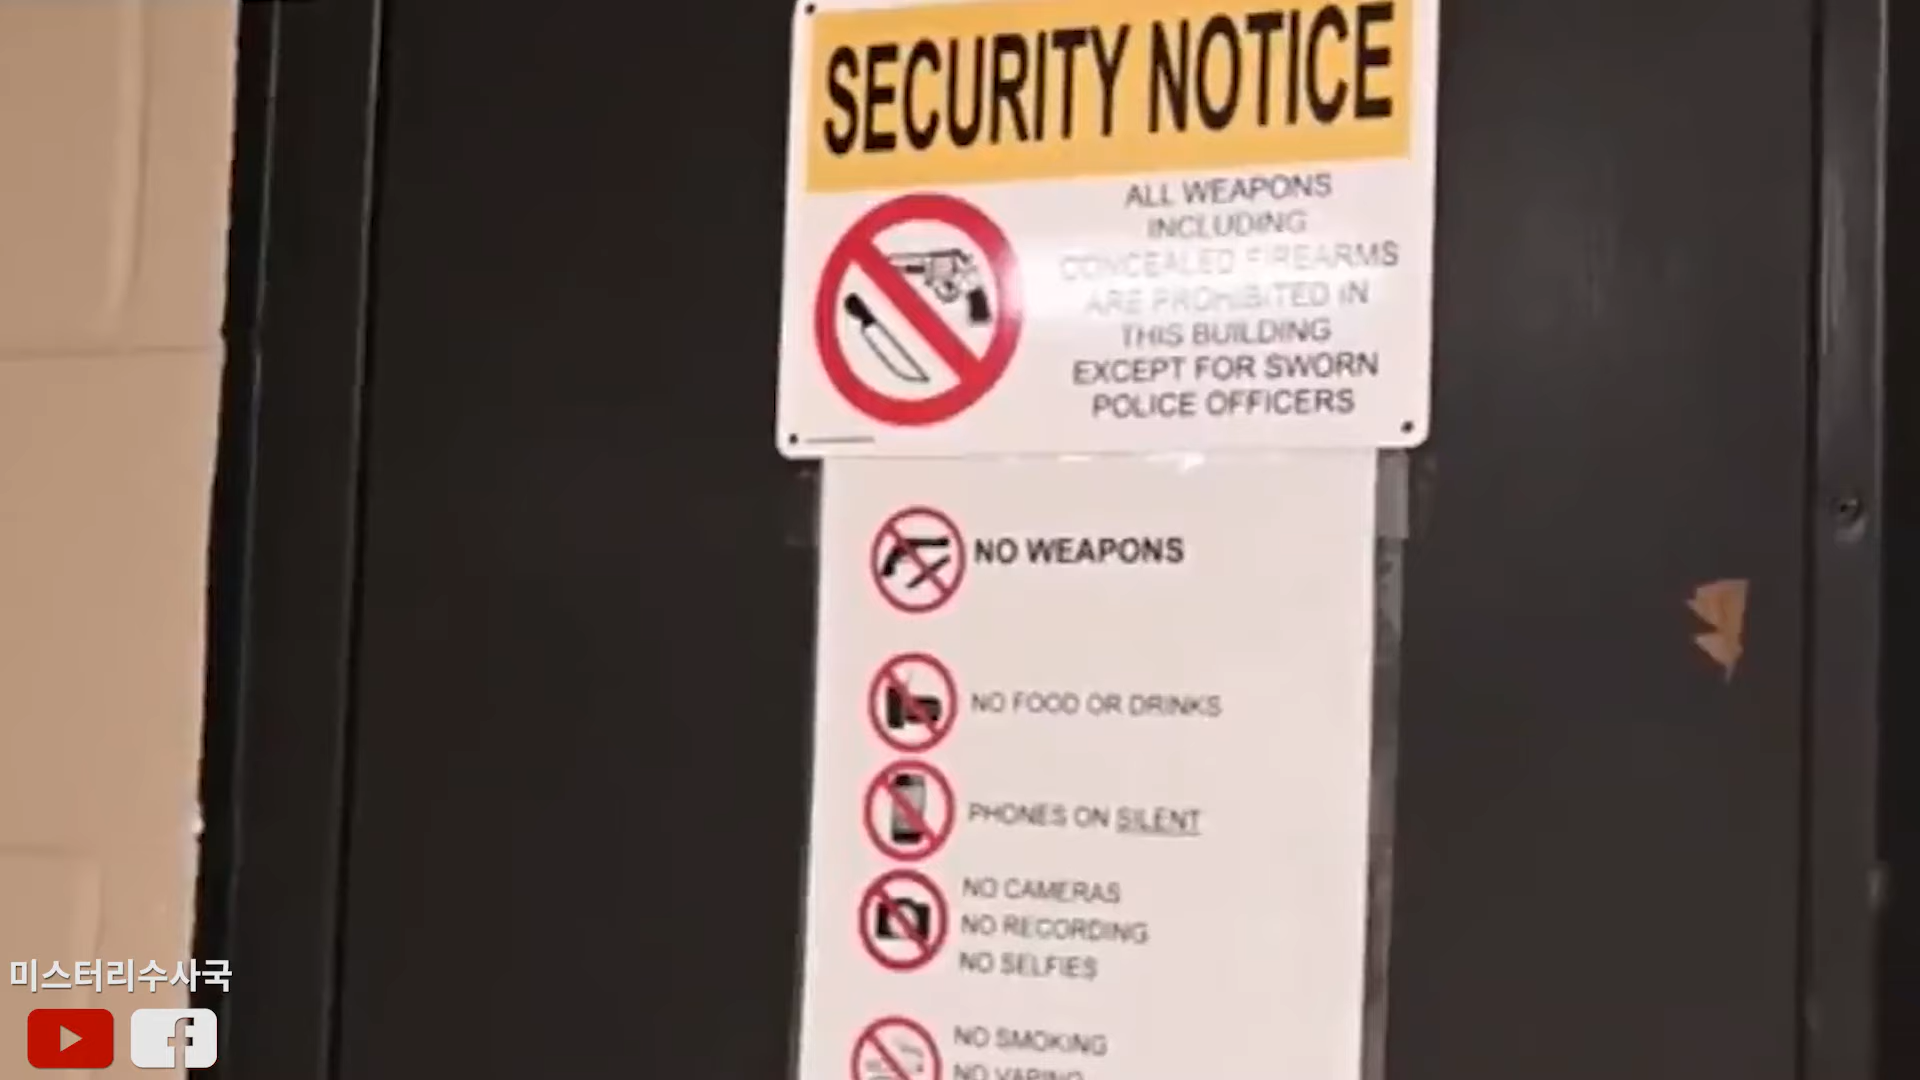 SECURITY NOTICE
ALL WEAPONS
INCLUDING
CONCEALED FIREARMS
ARE PROHIBITED IN
THIS BUILDING
EXCEPT FOR SWORN
POLICE OFFICERS
NO WEAPONS
NO FOOD OR DRINKS
PHONES ON SILENT
NO CAMERAS
NO RECORDING
NO SELFIES
NO SMOKING
NO VAPING
미스터리수사국